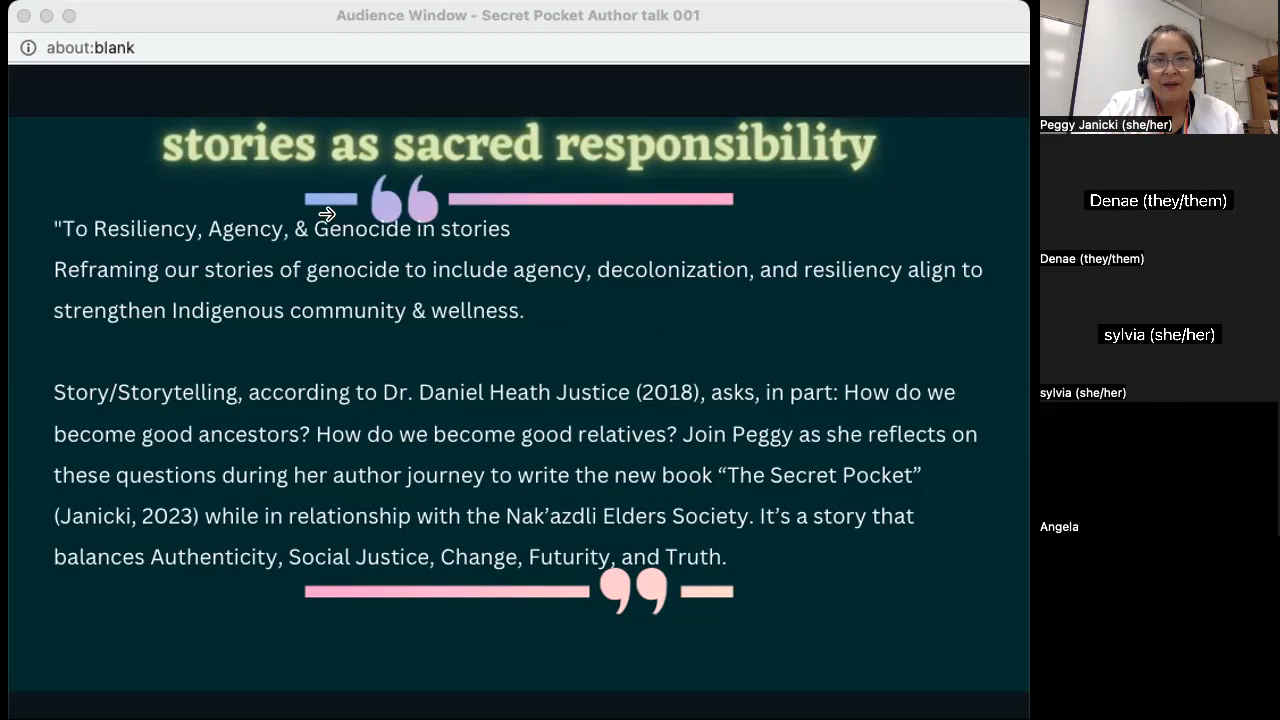 Audience Window - Secret Pocket Author talk 001
about:blank
stories as sacred responsibility
"To Resiliency, Agency, & Genocide in stories
Reframing our stories of genocide to include agency, decolonization, and resiliency align to
strengthen Indigenous community & wellness.
Story/Storytelling, according to Dr. Daniel Heath Justice (2018), asks, in part: How do we
become good ancestors? How do we become good relatives? Join Peggy as she reflects on
these questions during her author journey to write the new book “The Secret Pocket”
(Janicki, 2023) while in relationship with the Nak’azdli Elders Society. It’s a story that
balances Authenticity, Social Justice, Change, Futurity, and Truth.
Peggy Janicki (she/her)
Denae (they/them)
Denae (they/them)
sylvia (she/her)
sylvia (she/her)
Angela